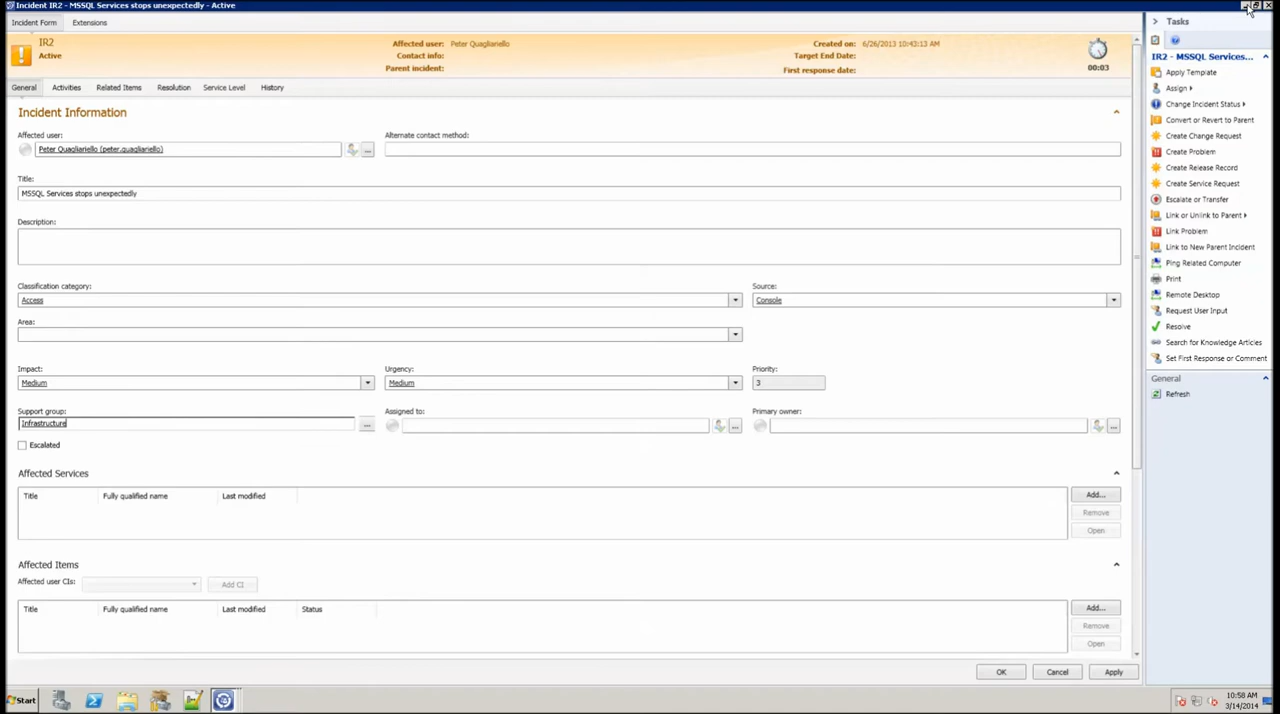 Incident IR2 - MSSQL Services stops unexpectedly - Active
Incident Form Extensions
IR2
Active
Affected user: Peter Quagliariello
Contact info:
Parent incident:
Created on: 6/26/2013 10:43:13 AM
Target End Date:
First response date:
00:03
General Activities Related Items Resolution Service Level History
Incident Information
Affected user:
Peter Quagliariello (peter.quagliariello)
...
Alternate contact method:
Title:
MSSQL Services stops unexpectedly
Description:
Classification category:
Access
Source:
Console
Area:
Impact:
Medium
Urgency:
Medium
Priority:
3
Support group:
Infrastructure
...
Assigned to:
...
Primary owner:
...
Escalated
Affected Services
Title Fully qualified name Last modified
Add...
Remove
Open
Affected Items
Affected user CIs:
Add CI
Title Fully qualified name Last modified Status
Add...
Remove
Open
OK Cancel Apply
Tasks
IR2 - MSSQL Services...
Apply Template
Assign
Change Incident Status
Convert or Revert to Parent
Create Change Request
Create Problem
Create Release Record
Create Service Request
Escalate or Transfer
Link or Unlink to Parent
Link Problem
Link to New Parent Incident
Ping Related Computer
Print
Remote Desktop
Request User Input
Resolve
Search for Knowledge Articles
Set First Response or Comment
General
Refresh
Start
10:58 AM
3/14/2014